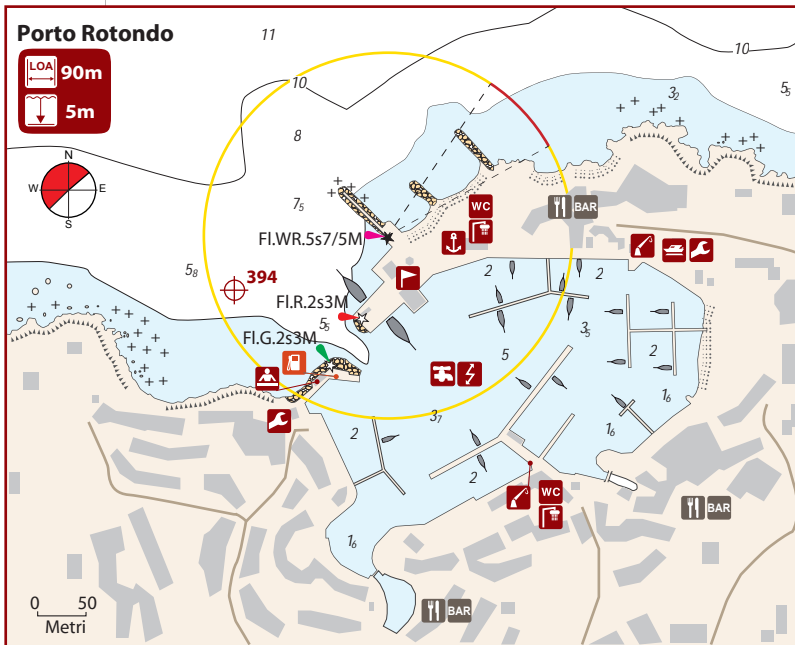 Porto Rotondo
LOA 90m
5m
11
10
10
5₅
3₂
8
N
W E
S
7₅
WC
BAR
Fl.WR.5s7/5M
5₈
394
2
2
Fl.R.2s3M
5₅
3₅
Fl.G.2s3M
5
2
1₆
3₇
2
1₆
2
WC
BAR
1₆
0 50
Metri
BAR